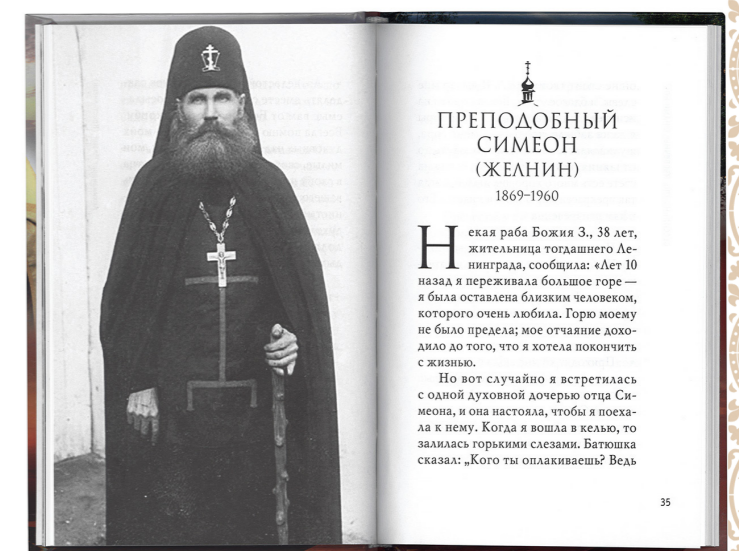 ПРЕПОДОБНЫЙ
СИМЕОН
(ЖЕЛНИН)
1869–1960
Некая раба Божия З., 38 лет,
жительница тогдашнего Ле-
нинграда, сообщила: «Лет 10
назад я переживала большое горе —
я была оставлена близким человеком,
которого очень любила. Горю моему
не было предела; мое отчаяние дохо-
дило до того, что я хотела покончить
с жизнью.
Но вот случайно я встретилась
с одной духовной дочерью отца Си-
меона, и она настояла, чтобы я поеха-
ла к нему. Когда я вошла в келью, то
залилась горькими слезами. Батюшка
сказал: „Кого ты оплакиваешь? Ведь
35